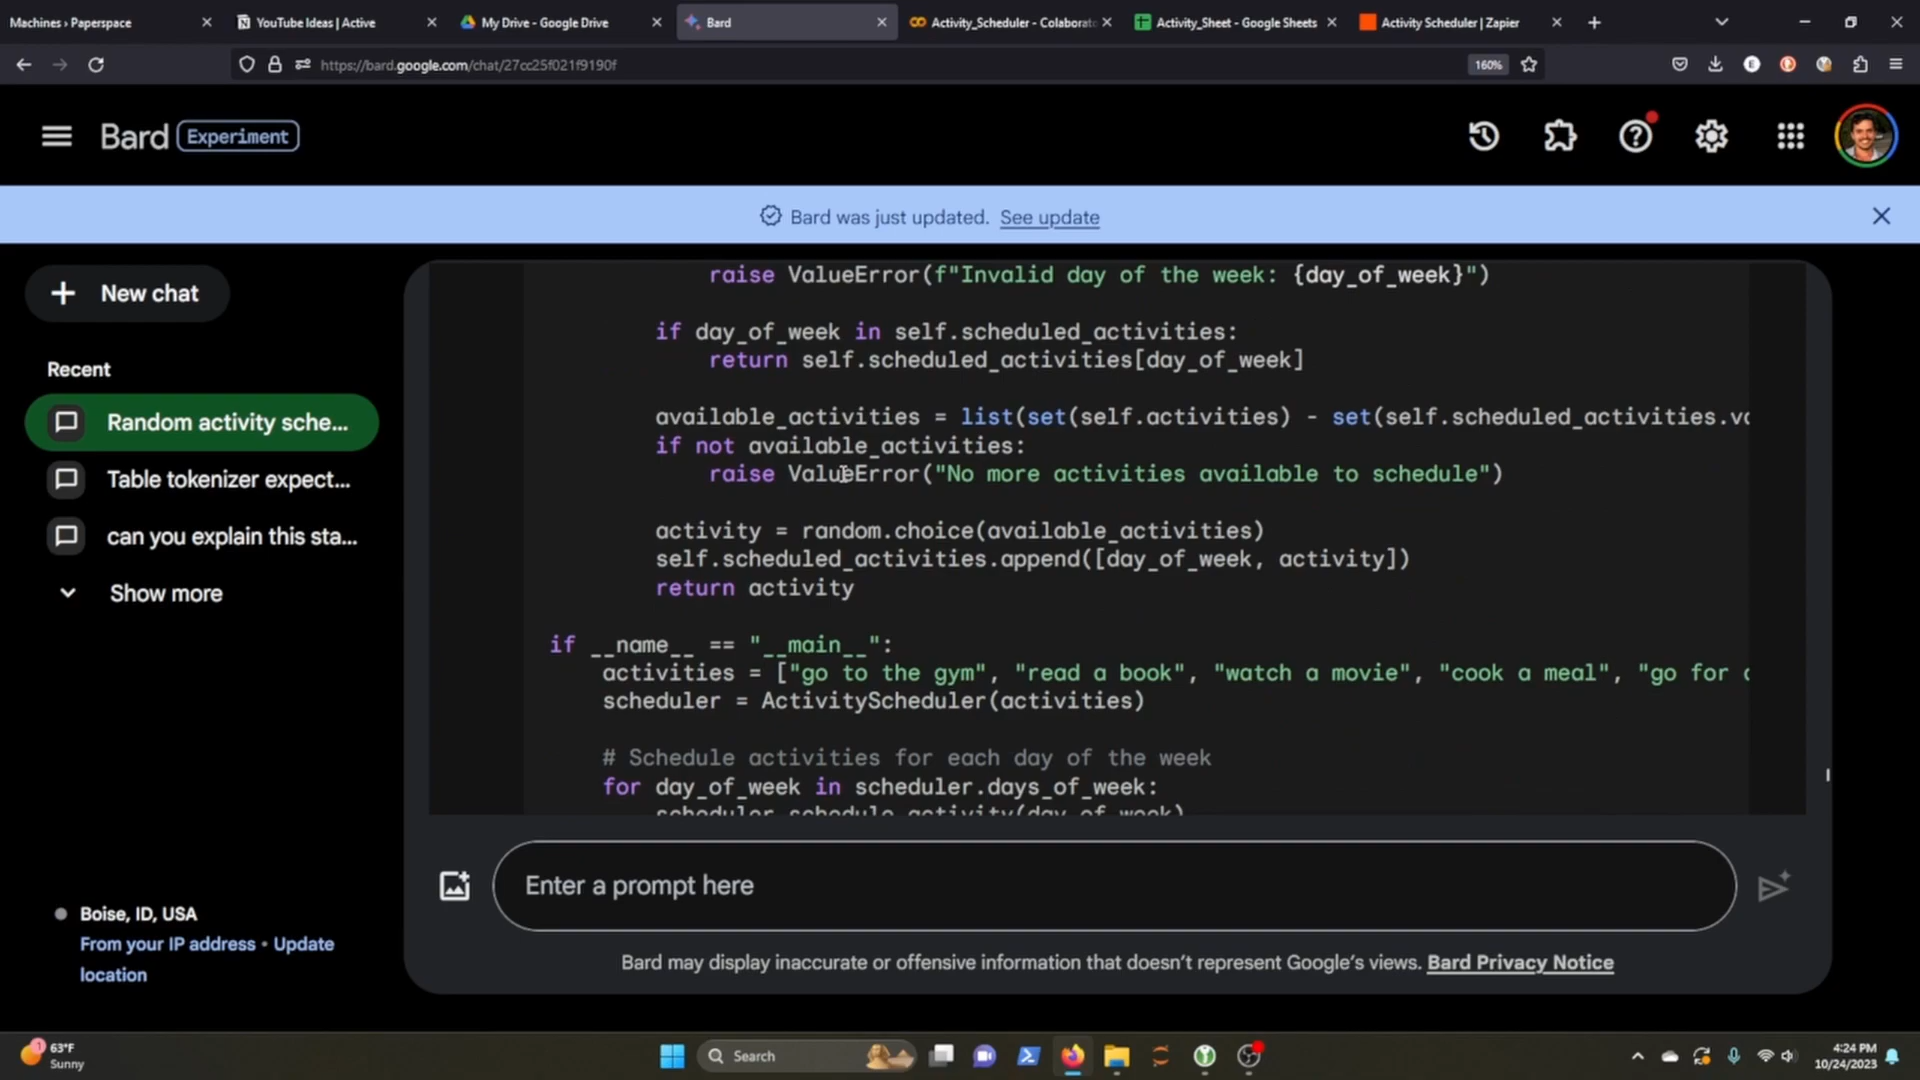 Machines › Paperspace
YouTube Ideas | Active
My Drive - Google Drive
Bard
Activity_Scheduler - Colaborato
Activity_Sheet - Google Sheets
Activity Scheduler | Zapier
https://bard.google.com/chat/27cc25f021f9190f
160%
Bard Experiment
Bard was just updated. See update
New chat
Recent
Random activity sche...
Table tokenizer expect...
can you explain this sta...
Show more
raise ValueError(f"Invalid day of the week: {day_of_week}")
if day_of_week in self.scheduled_activities:
return self.scheduled_activities[day_of_week]
available_activities = list(set(self.activities) - set(self.scheduled_activities.va
if not available_activities:
raise ValueError("No more activities available to schedule")
activity = random.choice(available_activities)
self.scheduled_activities.append([day_of_week, activity])
return activity
if __name__ == "__main__":
activities = ["go to the gym", "read a book", "watch a movie", "cook a meal", "go for
scheduler = ActivityScheduler(activities)
# Schedule activities for each day of the week
for day_of_week in scheduler.days_of_week:
scheduler.schedule_activity(day_of_week)
Enter a prompt here
Boise, ID, USA
From your IP address • Update
location
Bard may display inaccurate or offensive information that doesn't represent Google's views. Bard Privacy Notice
1
63°F
Sunny
Search
4:24 PM
10/24/2023